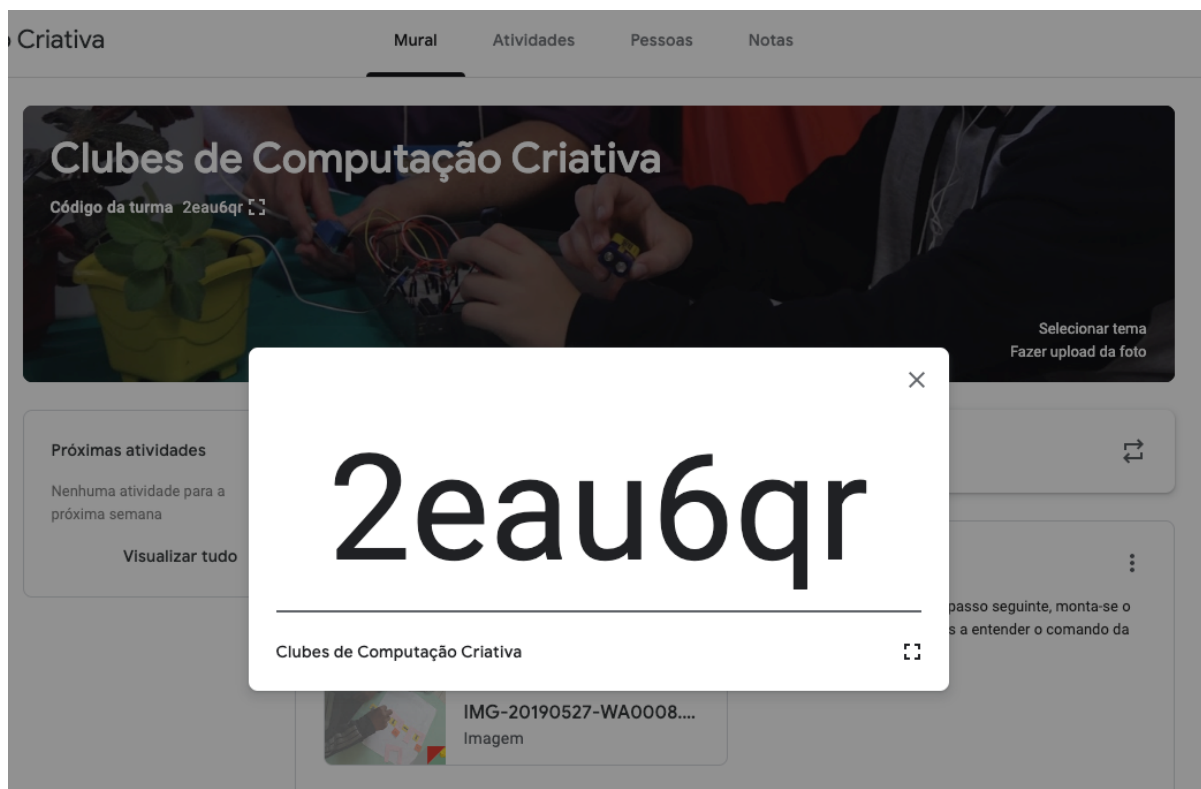 Criativa
Mural Atividades Pessoas Notas
Clubes de Computação Criativa
Código da turma 2eau6qr
Selecionar tema
Fazer upload da foto
Próximas atividades
Nenhuma atividade para a
próxima semana
Visualizar tudo
2eau6qr
Clubes de Computação Criativa
passo seguinte, monta-se o
a entender o comando da
IMG-20190527-WA0008....
Imagem